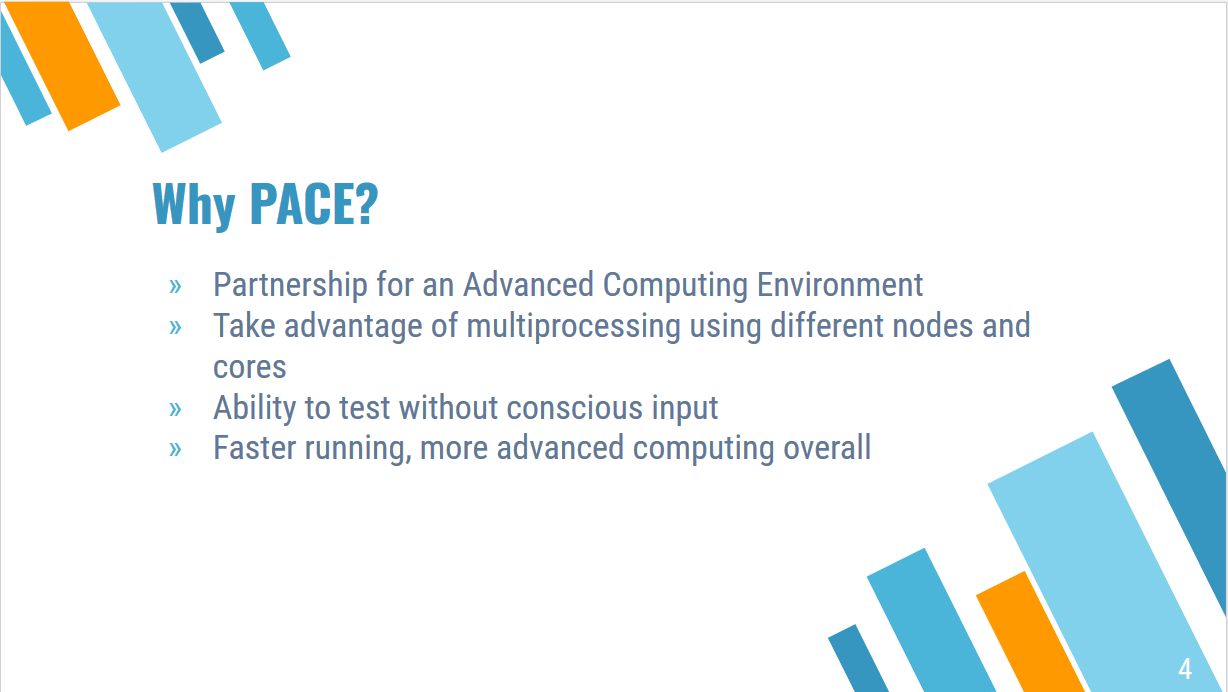 Why PACE?
» Partnership for an Advanced Computing Environment
» Take advantage of multiprocessing using different nodes and
cores
» Ability to test without conscious input
» Faster running, more advanced computing overall
4